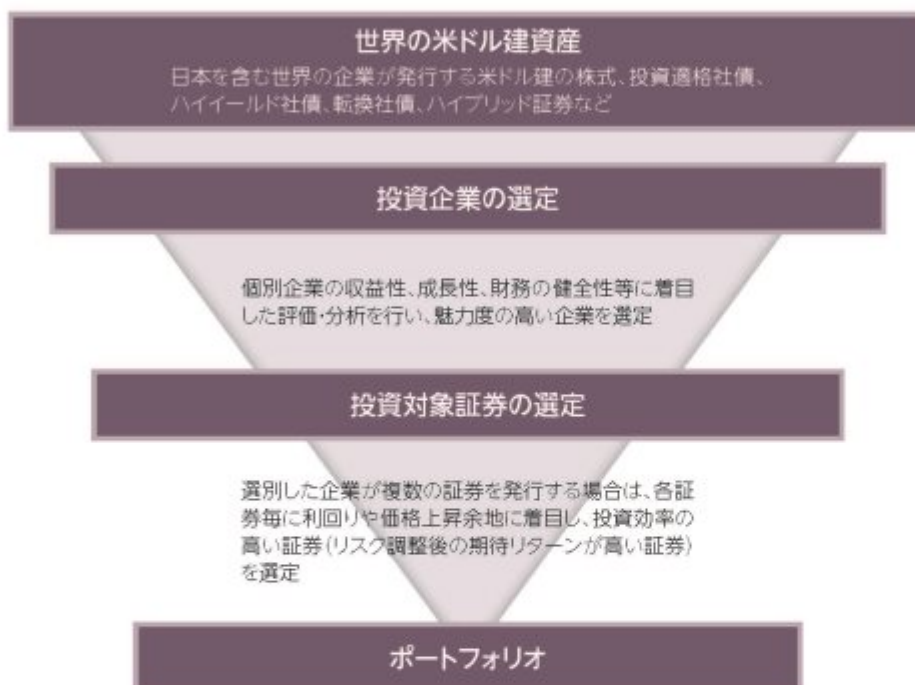 世界の米ドル建資産
日本を含む世界の企業が発行する米ドル建の株式、投資適格社債、
ハイイールド社債、転換社債、ハイブリッド証券など
投資企業の選定
個別企業の収益性、成長性、財務の健全性等に着目
した評価・分析を行い、魅力度の高い企業を選定
投資対象証券の選定
選別した企業が複数の証券を発行する場合は、各証
券毎に利回りや価格上昇余地に着目し、投資効率の
高い証券(リスク調整後の期待リターンが高い証券)
を選定
ポートフォリオ